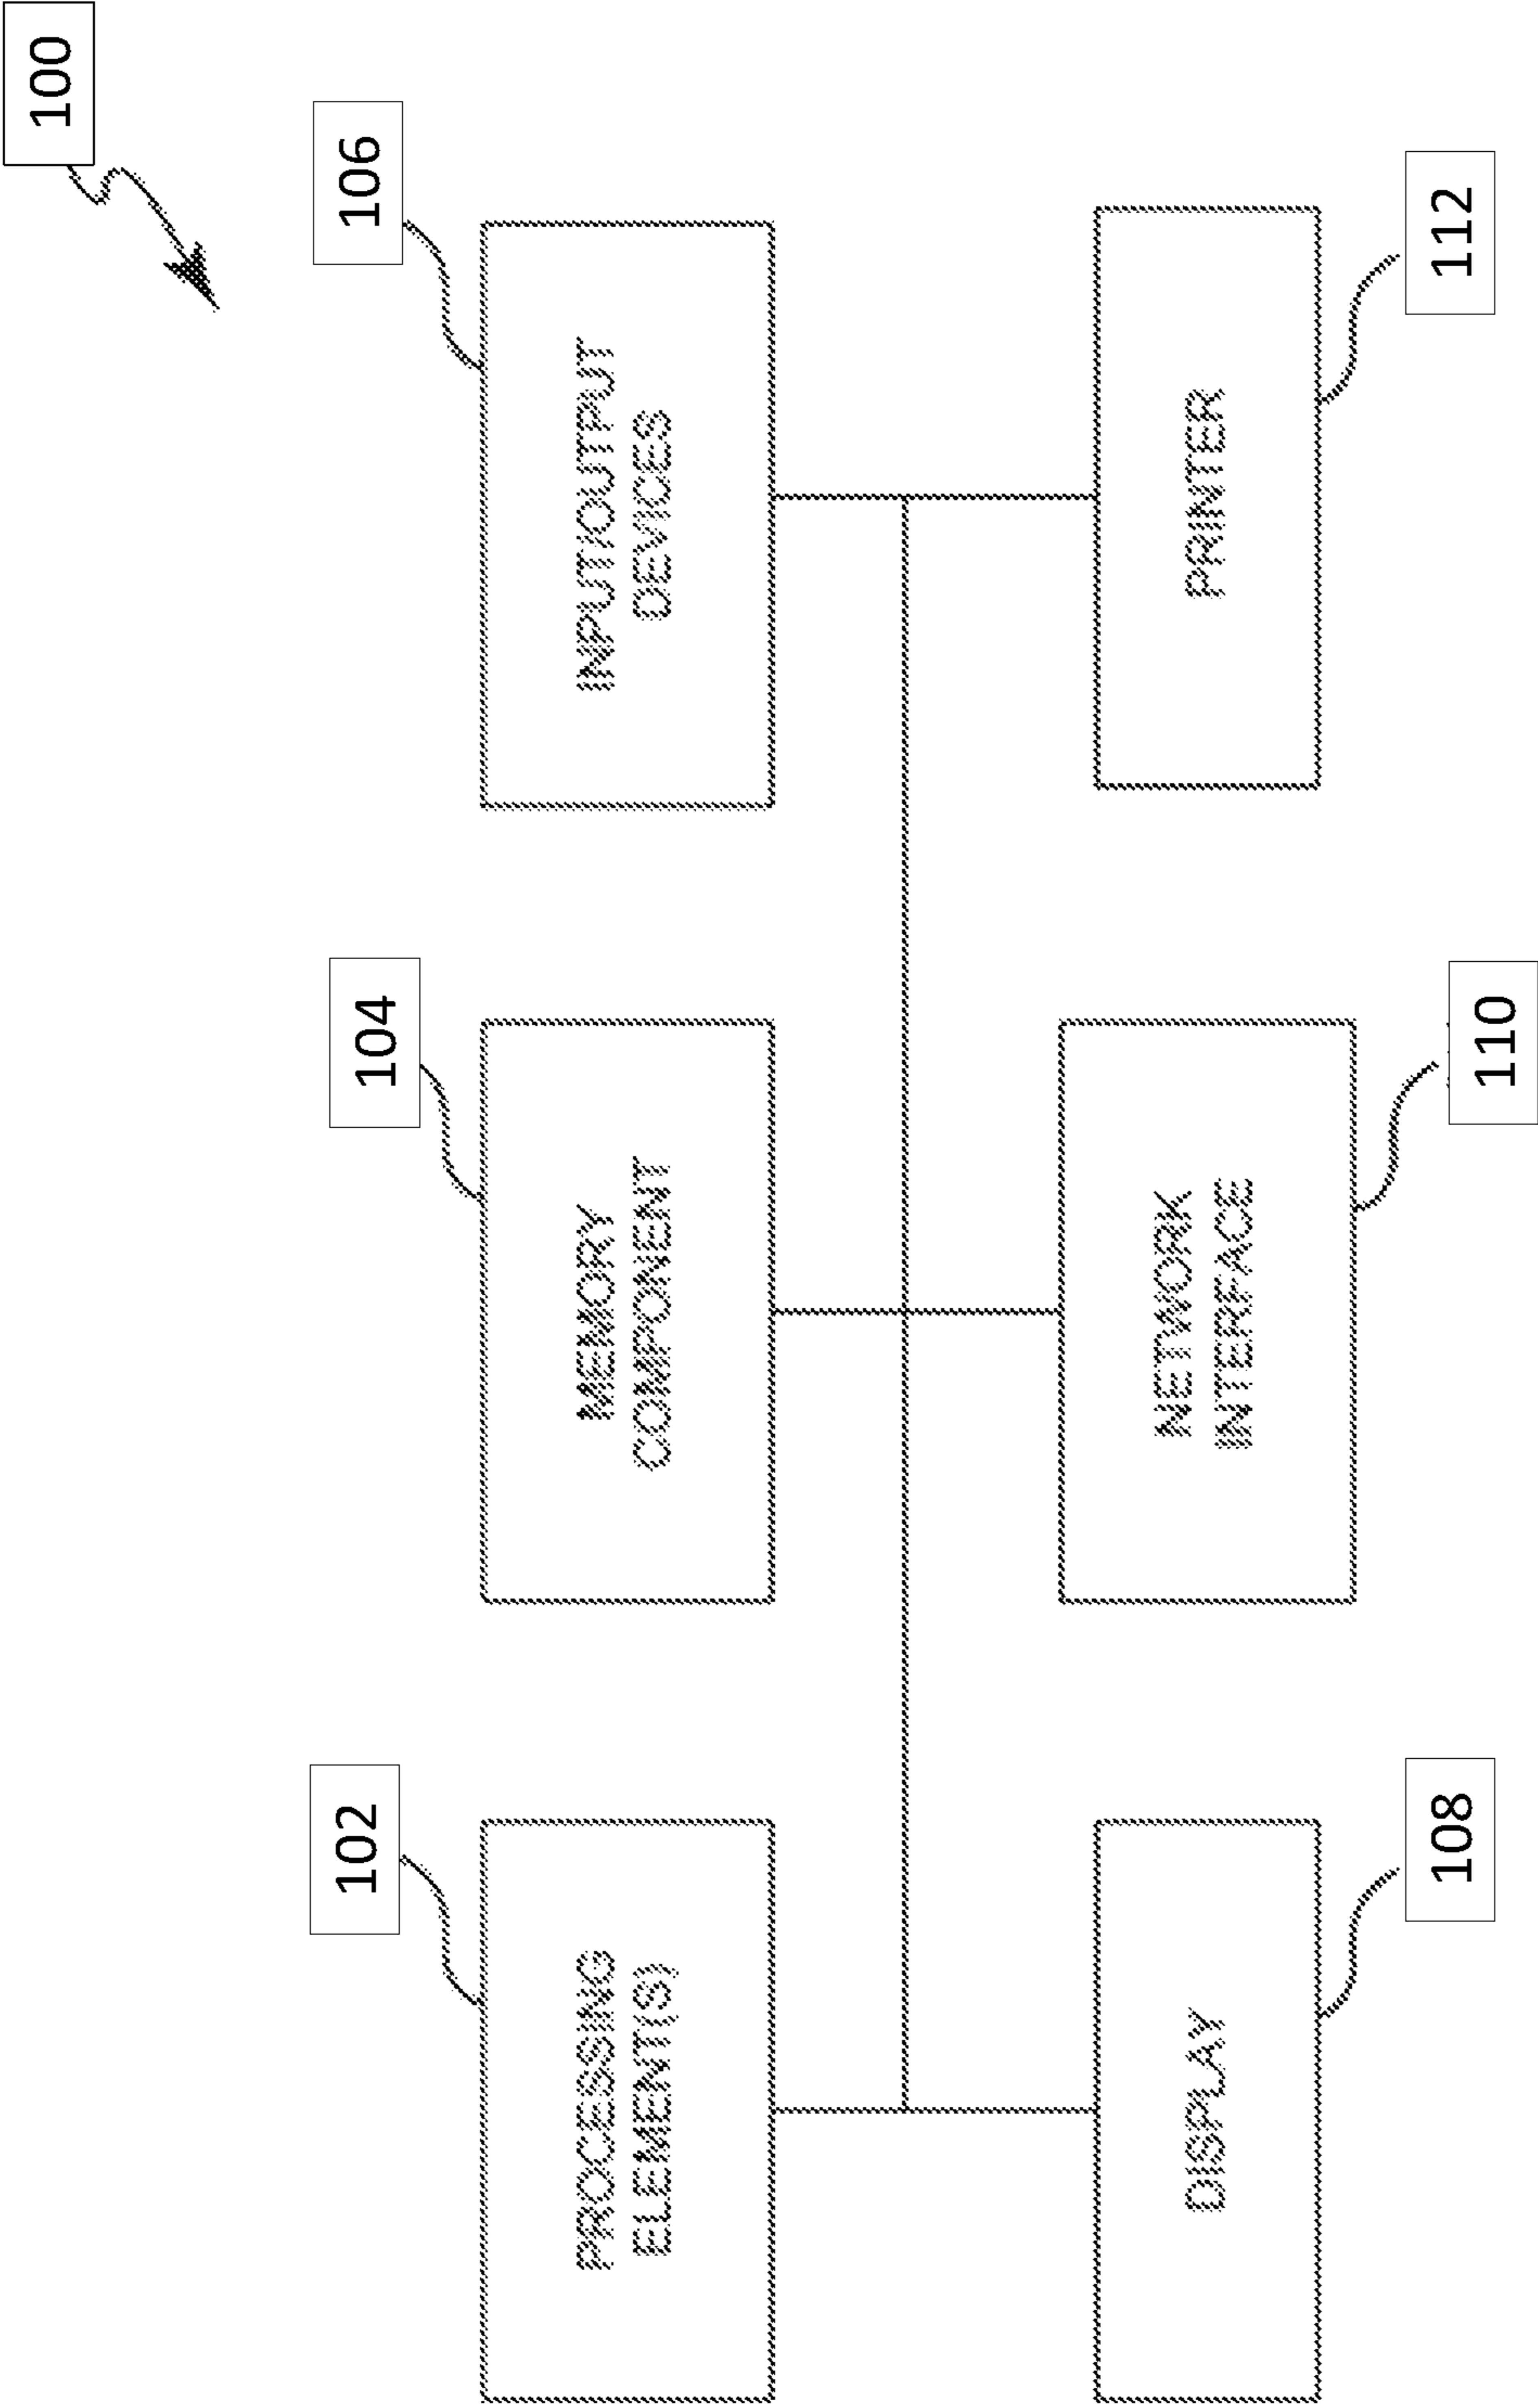 100
102
PROCESSING
ELEMENT(S)
104
MEMORY
COMPONENT
106
INPUT/OUTPUT
DEVICES
DISPLAY
108
NETWORK
INTERFACE
110
PRINTER
112